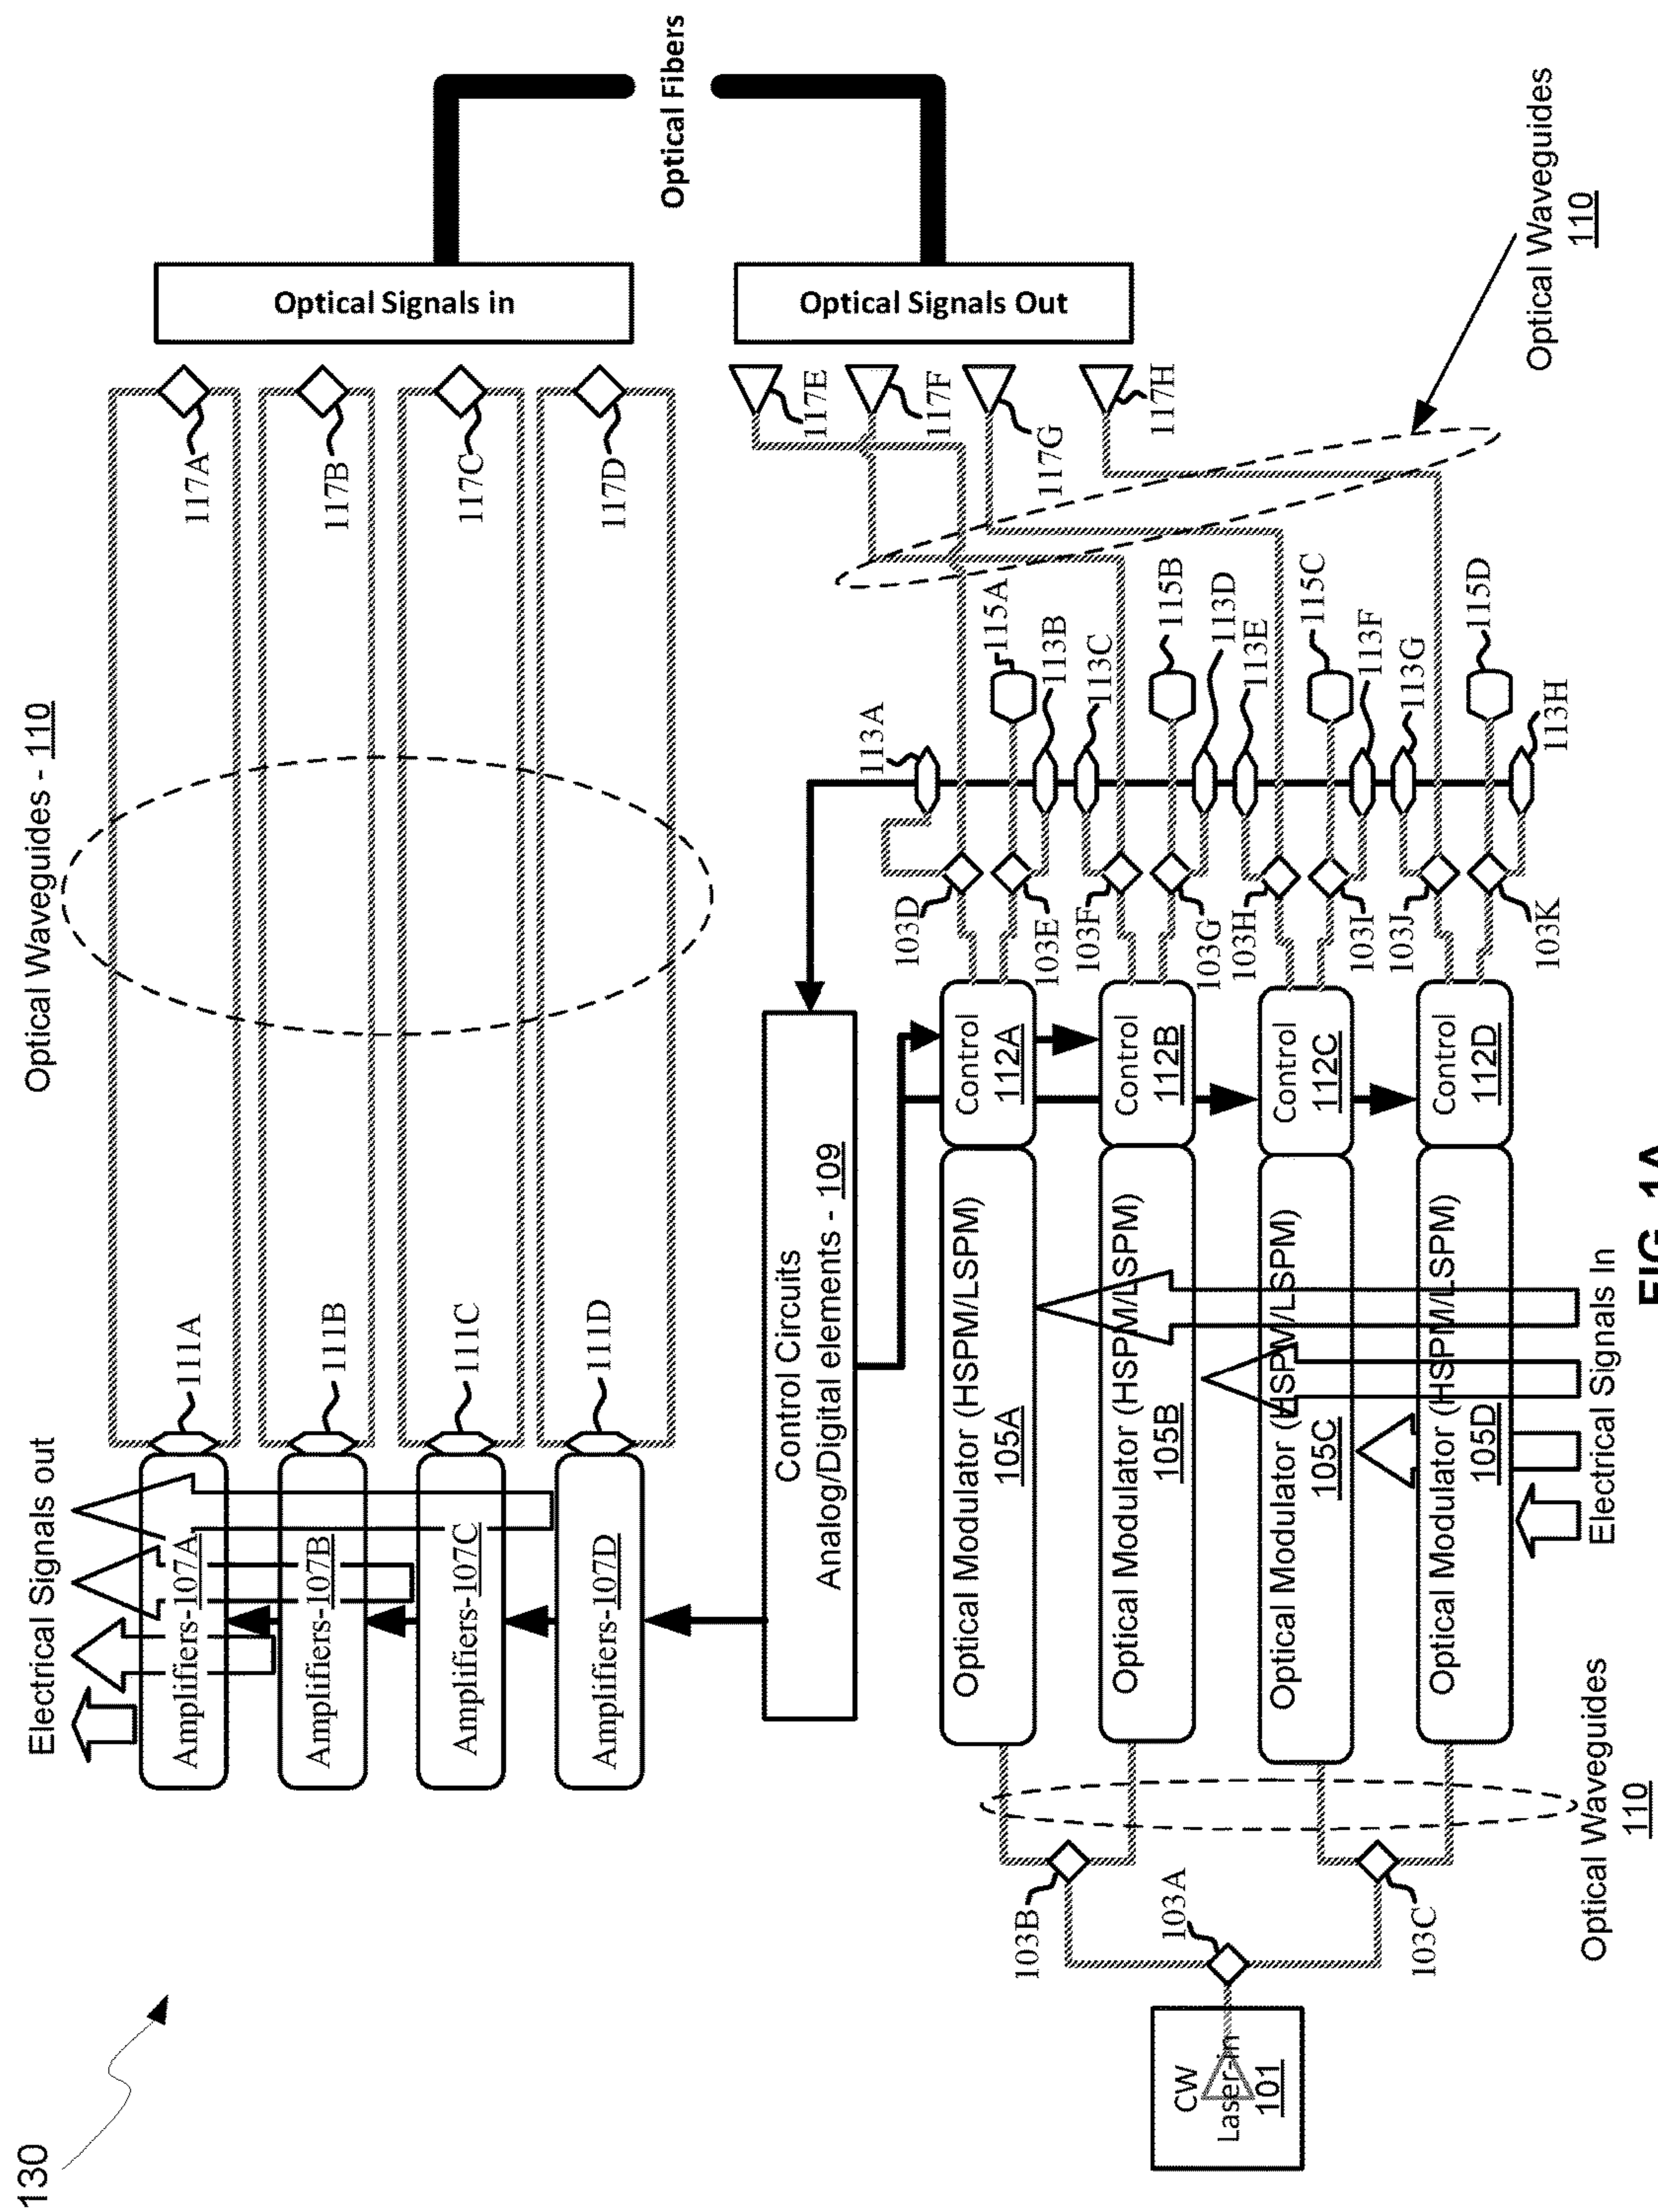 130
Electrical Signals out
Optical Waveguides - 110
Amplifiers-107A
Amplifiers-107B
Amplifiers-107C
Amplifiers-107D
111A
111B
111C
111D
117A
117B
117C
117D
Optical Signals in
Optical Fibers
Optical Signals Out
117E
117F
117G
117H
Optical Waveguides
110
Control Circuits
Analog/Digital elements - 109
113A
115A
113B
113C
115B
113D
113E
115C
113F
113G
115D
113H
103D
103E
103F
103G
103H
103I
103J
103K
Control
112A
Control
112B
Control
112C
Control
112D
Optical Modulator (HSPM/LSPM)
105A
Optical Modulator (HSPM/LSPM)
105B
Optical Modulator (HSPM/LSPM)
105C
Optical Modulator (HSPM/LSPM)
105D
CW
Laser-in
101
103A
103B
103C
Optical Waveguides
110
Electrical Signals In
FIG. 1A